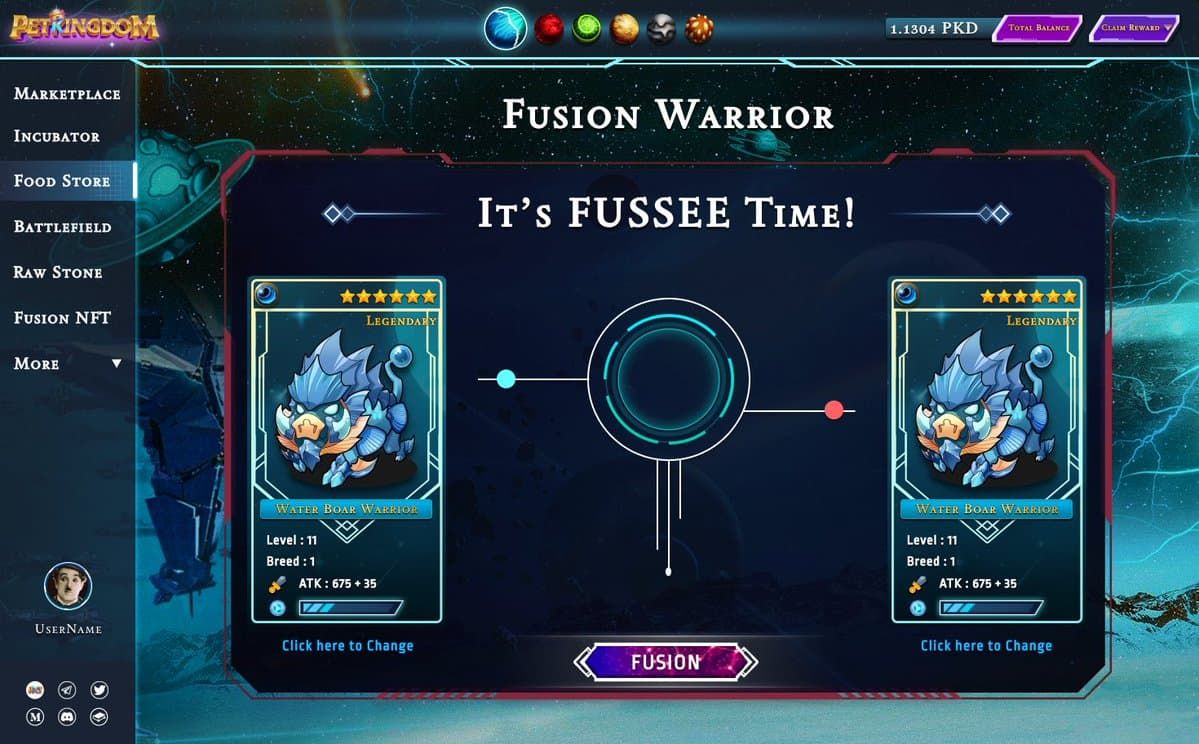 PETKINGDOM
1.1304 PKD
TOTAL BALANCE
CLAIM REWARD
MARKETPLACE
INCUBATOR
FOOD STORE
BATTLEFIELD
RAW STONE
FUSION NFT
MORE
USERNAME
M
FUSION WARRIOR
IT'S FUSSEE TIME!
LEGENDARY
WATER BOAR WARRIOR
Level : 11
Breed : 1
ATK : 675 + 35
Click here to Change
FUSION
LEGENDARY
WATER BOAR WARRIOR
Level : 11
Breed : 1
ATK : 675 + 35
Click here to Change